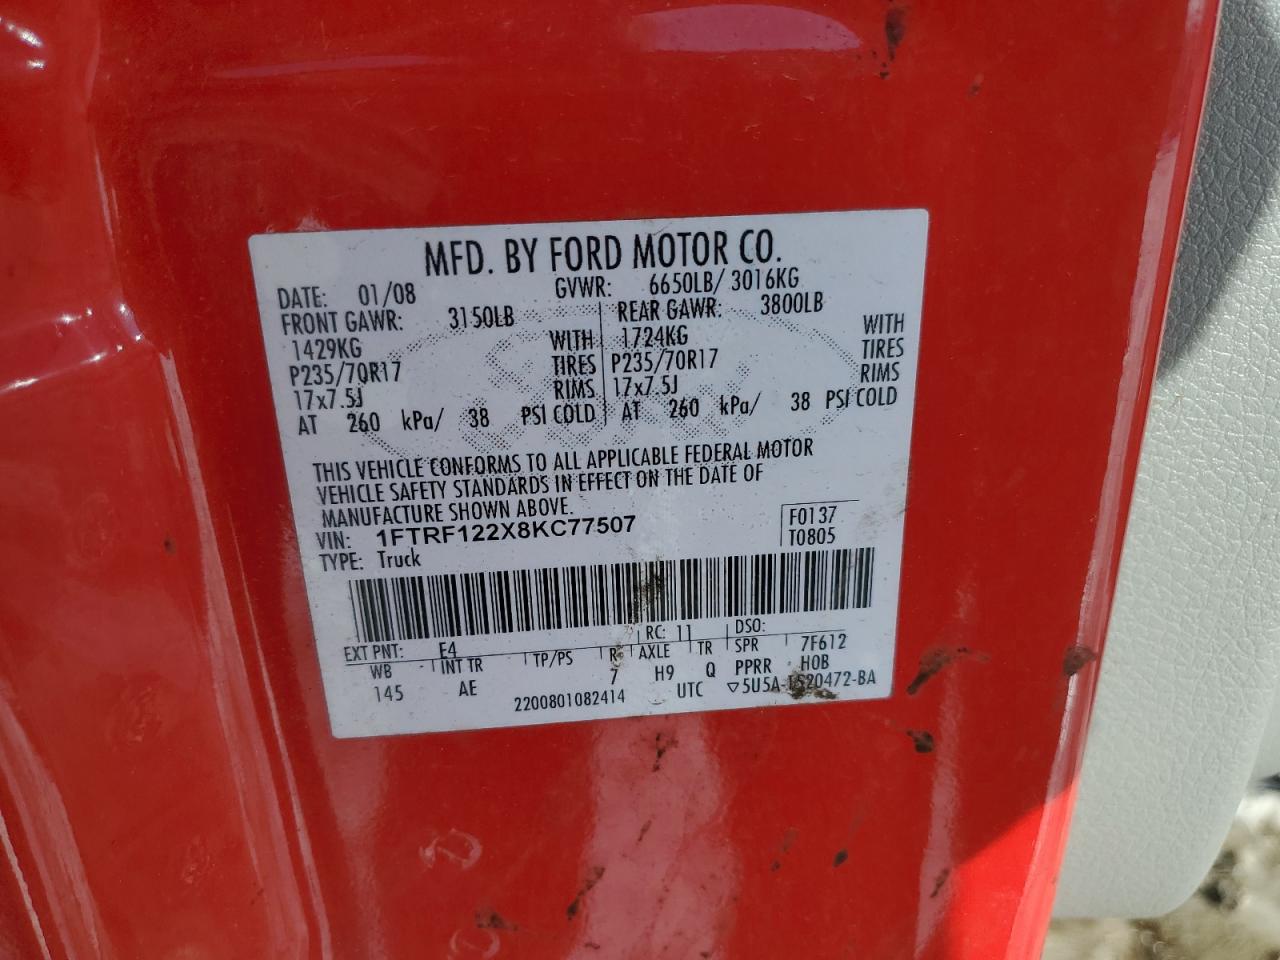 MFD. BY FORD MOTOR CO.
DATE: 01/08 GVWR: 6650LB/ 3016KG
FRONT GAWR: 3150LB REAR GAWR: 3800LB
1429KG WITH 1724KG WITH
P235/70R17 TIRES P235/70R17 TIRES
17x7.5J RIMS 17x7.5J RIMS
AT 260 kPa/ 38 PSI COLD AT 260 kPa/ 38 PSI COLD
THIS VEHICLE CONFORMS TO ALL APPLICABLE FEDERAL MOTOR
VEHICLE SAFETY STANDARDS IN EFFECT ON THE DATE OF
MANUFACTURE SHOWN ABOVE.
VIN: 1FTRF122X8KC77507 F0137
TYPE: Truck T0805
EXT PNT: E4 RC: 11 DSO:
WB INT TR TP/PS R AXLE TR SPR 7F612
145 AE 7 H9 Q PPRR H0B
2200801082414 UTC ▽5U5A-1520472-BA